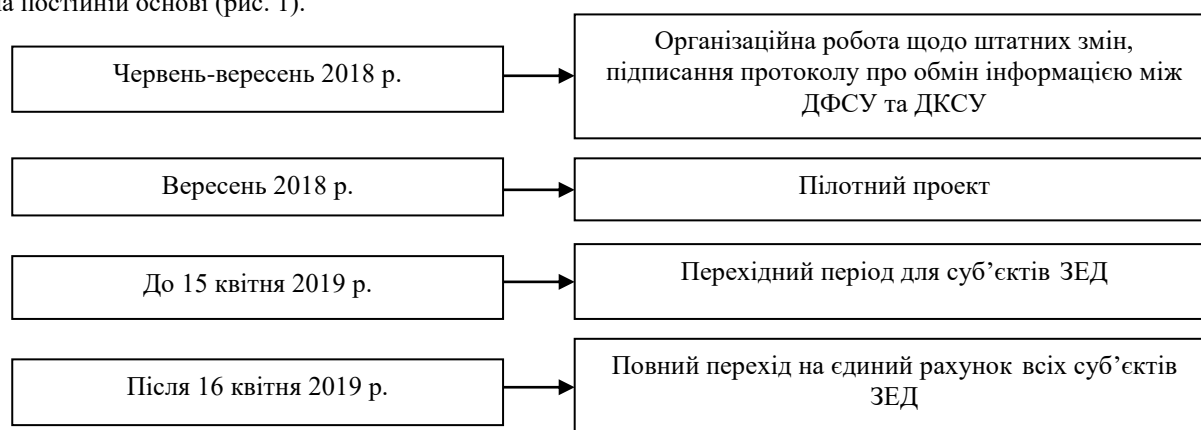 на постійній основі (рис. 1).
Червень-вересень 2018 р.
Організаційна робота щодо штатних змін,
підписання протоколу про обмін інформацією між
ДФСУ та ДКСУ
Вересень 2018 р.
Пілотний проект
До 15 квітня 2019 р.
Перехідний період для суб’єктів ЗЕД
Після 16 квітня 2019 р.
Повний перехід на єдиний рахунок всіх суб’єктів
ЗЕД